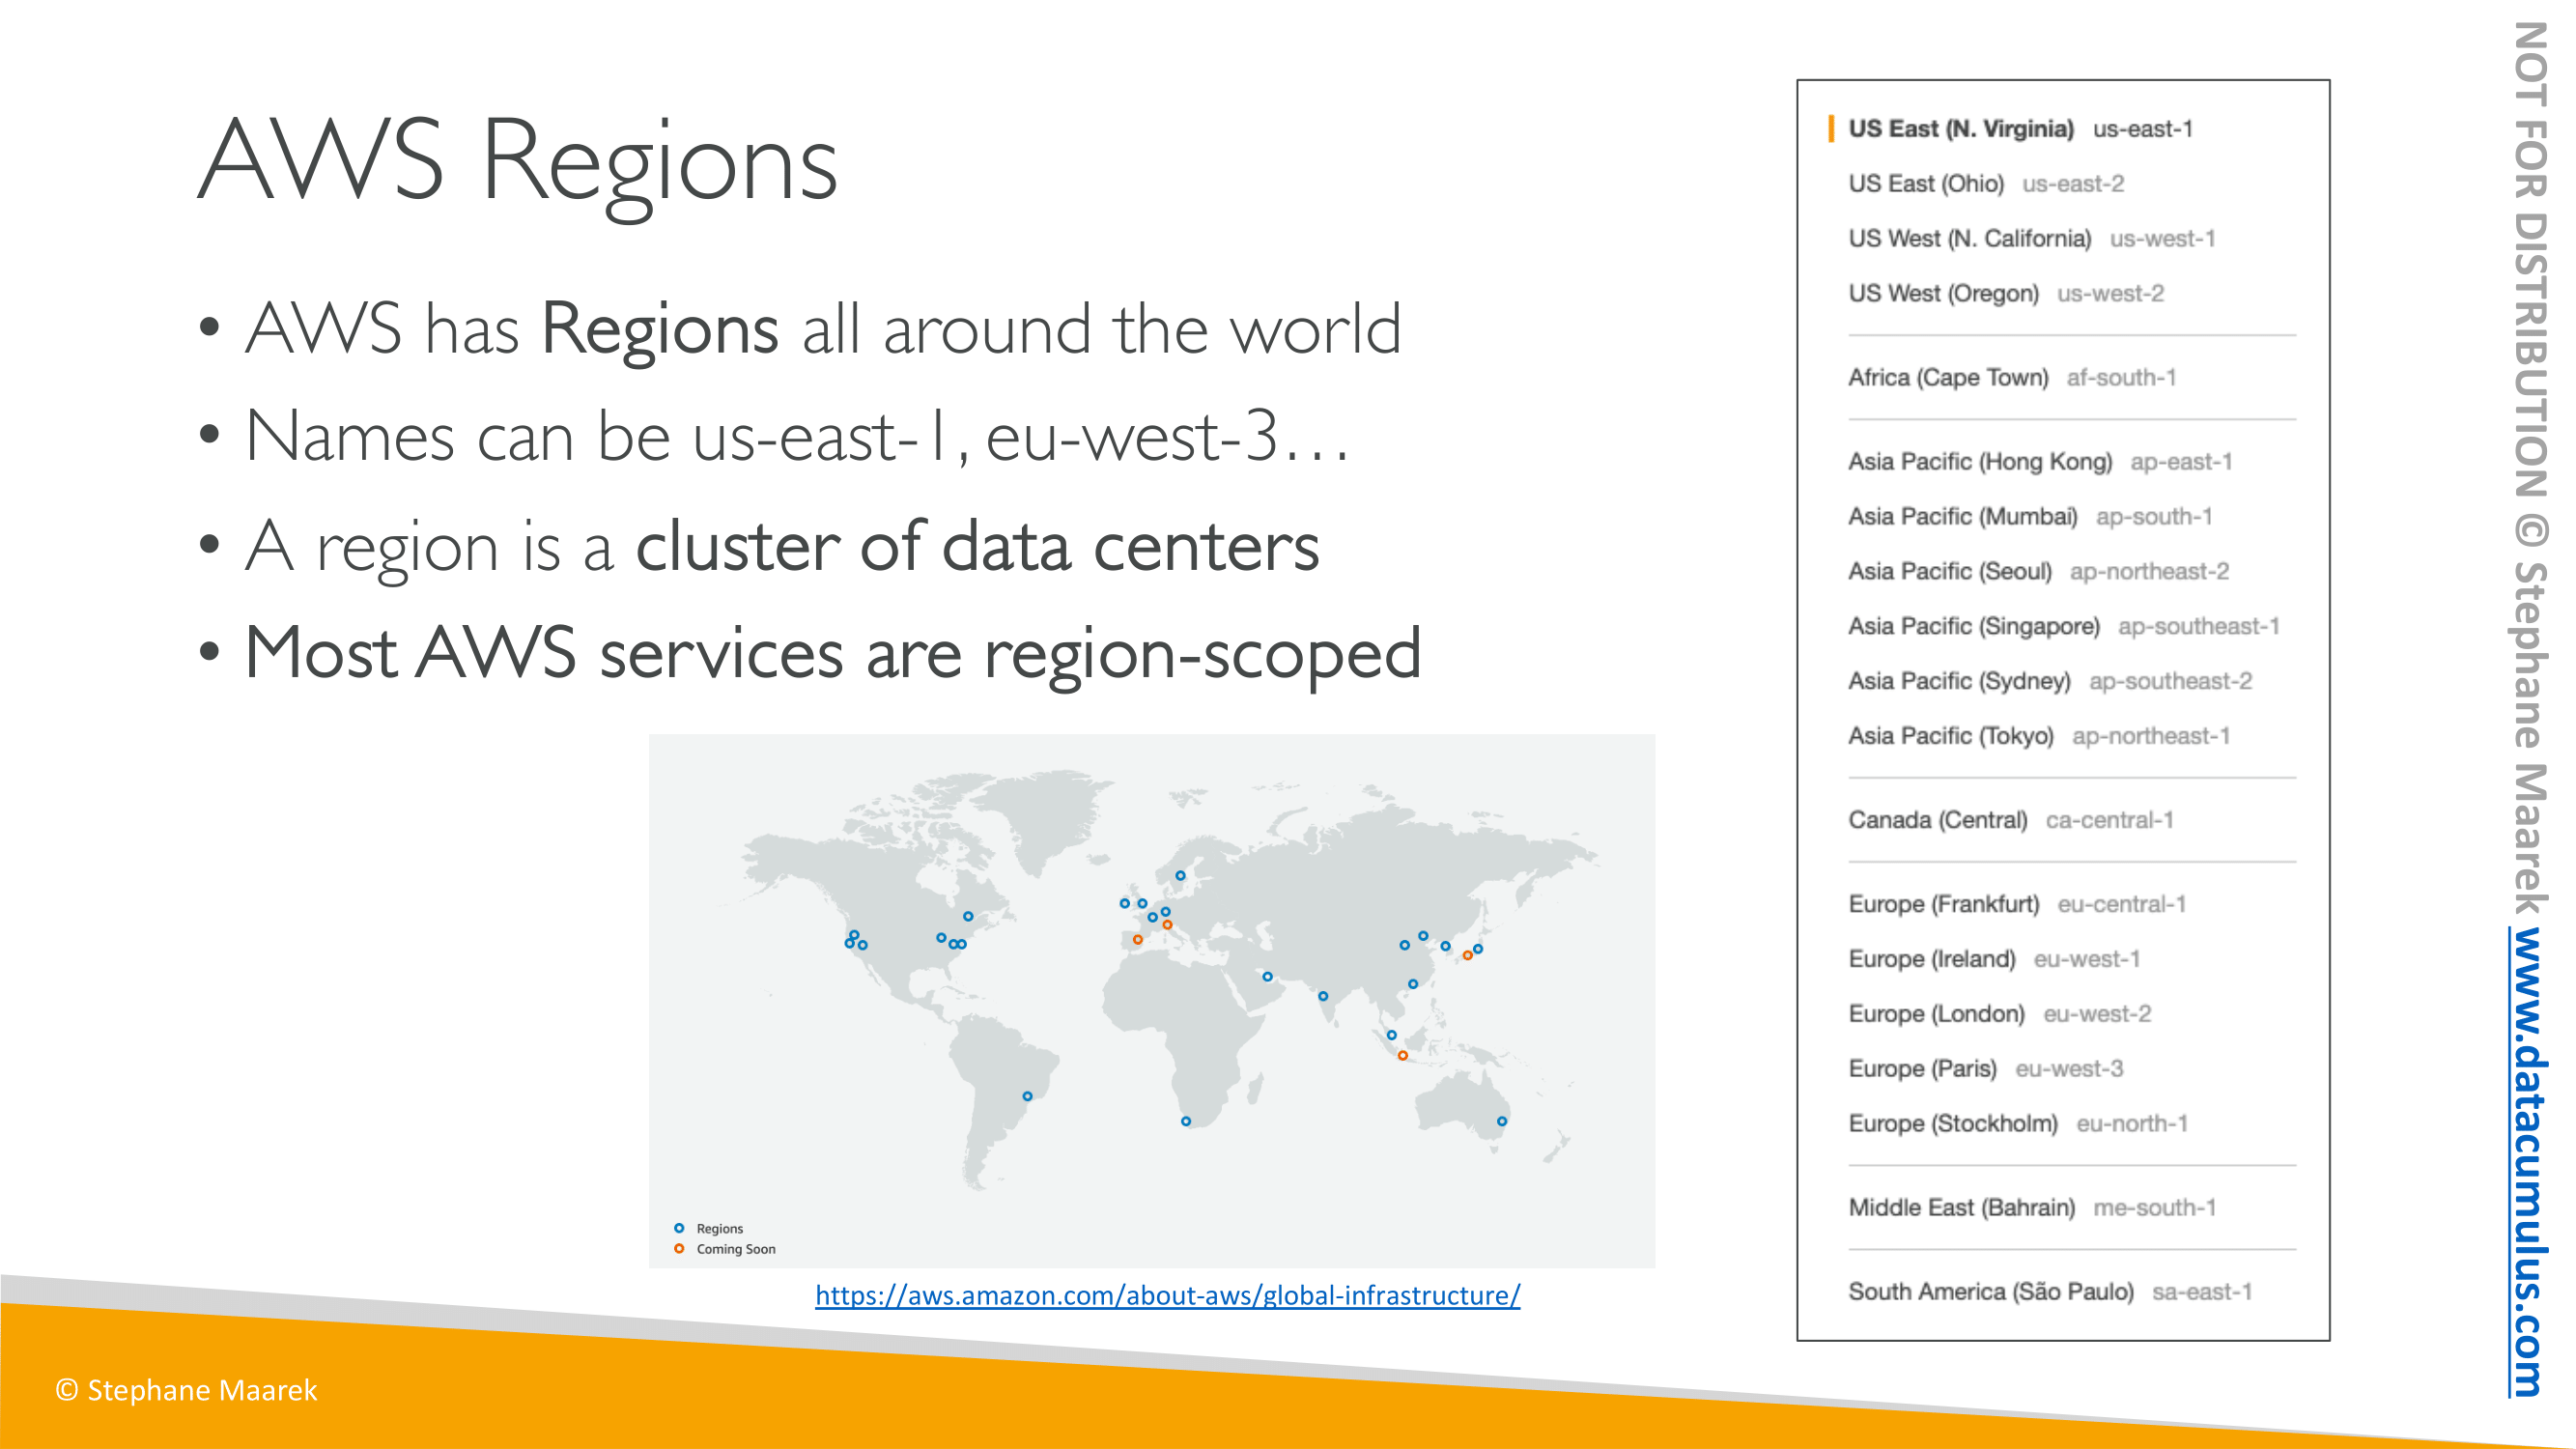 AWS Regions
• AWS has Regions all around the world
• Names can be us-east-1, eu-west-3…
• A region is a cluster of data centers
• Most AWS services are region-scoped
Regions
Coming Soon
https://aws.amazon.com/about-aws/global-infrastructure/
US East (N. Virginia) us-east-1
US East (Ohio) us-east-2
US West (N. California) us-west-1
US West (Oregon) us-west-2
Africa (Cape Town) af-south-1
Asia Pacific (Hong Kong) ap-east-1
Asia Pacific (Mumbai) ap-south-1
Asia Pacific (Seoul) ap-northeast-2
Asia Pacific (Singapore) ap-southeast-1
Asia Pacific (Sydney) ap-southeast-2
Asia Pacific (Tokyo) ap-northeast-1
Canada (Central) ca-central-1
Europe (Frankfurt) eu-central-1
Europe (Ireland) eu-west-1
Europe (London) eu-west-2
Europe (Paris) eu-west-3
Europe (Stockholm) eu-north-1
Middle East (Bahrain) me-south-1
South America (São Paulo) sa-east-1
© Stephane Maarek
NOT FOR DISTRIBUTION © Stephane Maarek www.datacumulus.com